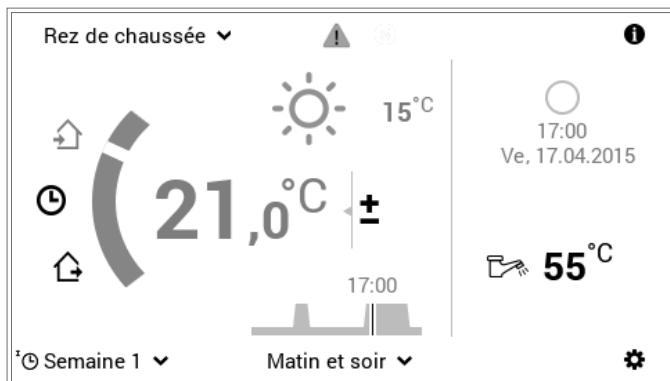 Rez de chaussée
15°C
17:00
Ve, 17.04.2015
21,0°C
±
55°C
17:00
Semaine 1
Matin et soir